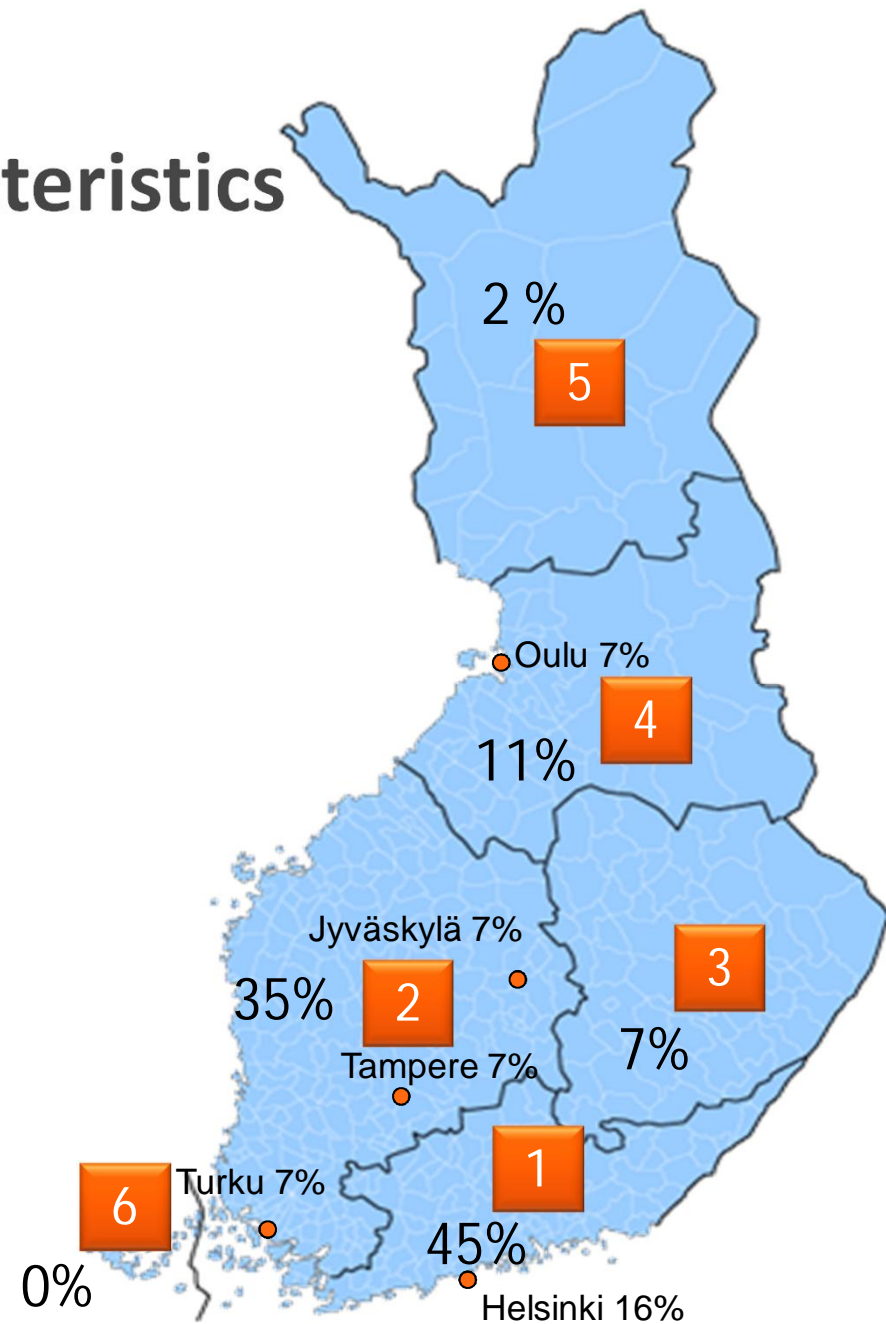 teristics
2 %
5
Oulu 7%
4
11%
Jyväskylä 7%
3
35%
2
7%
Tampere 7%
1
Turku 7%
6
45%
0%
Helsinki 16%